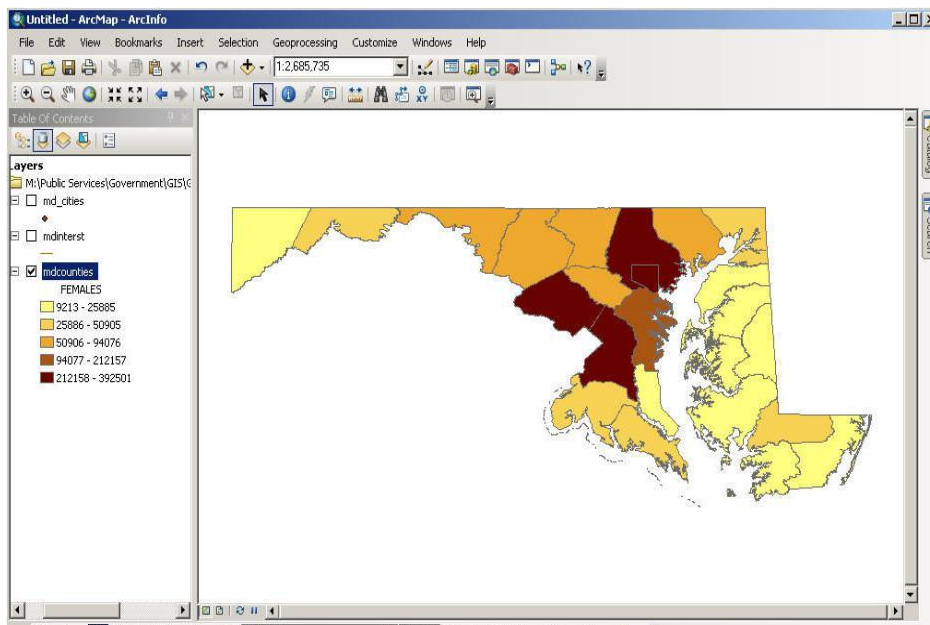 Untitled - ArcMap - ArcInfo
File Edit View Bookmarks Insert Selection Geoprocessing Customize Windows Help
1:2,685,735
Table Of Contents
ayers
M:\Public Services\Government\GIS\G
md_cities
mdinterst
mdcounties
FEMALES
9213 - 25885
25886 - 50905
50906 - 94076
94077 - 212157
212158 - 392501
Catalog
Search